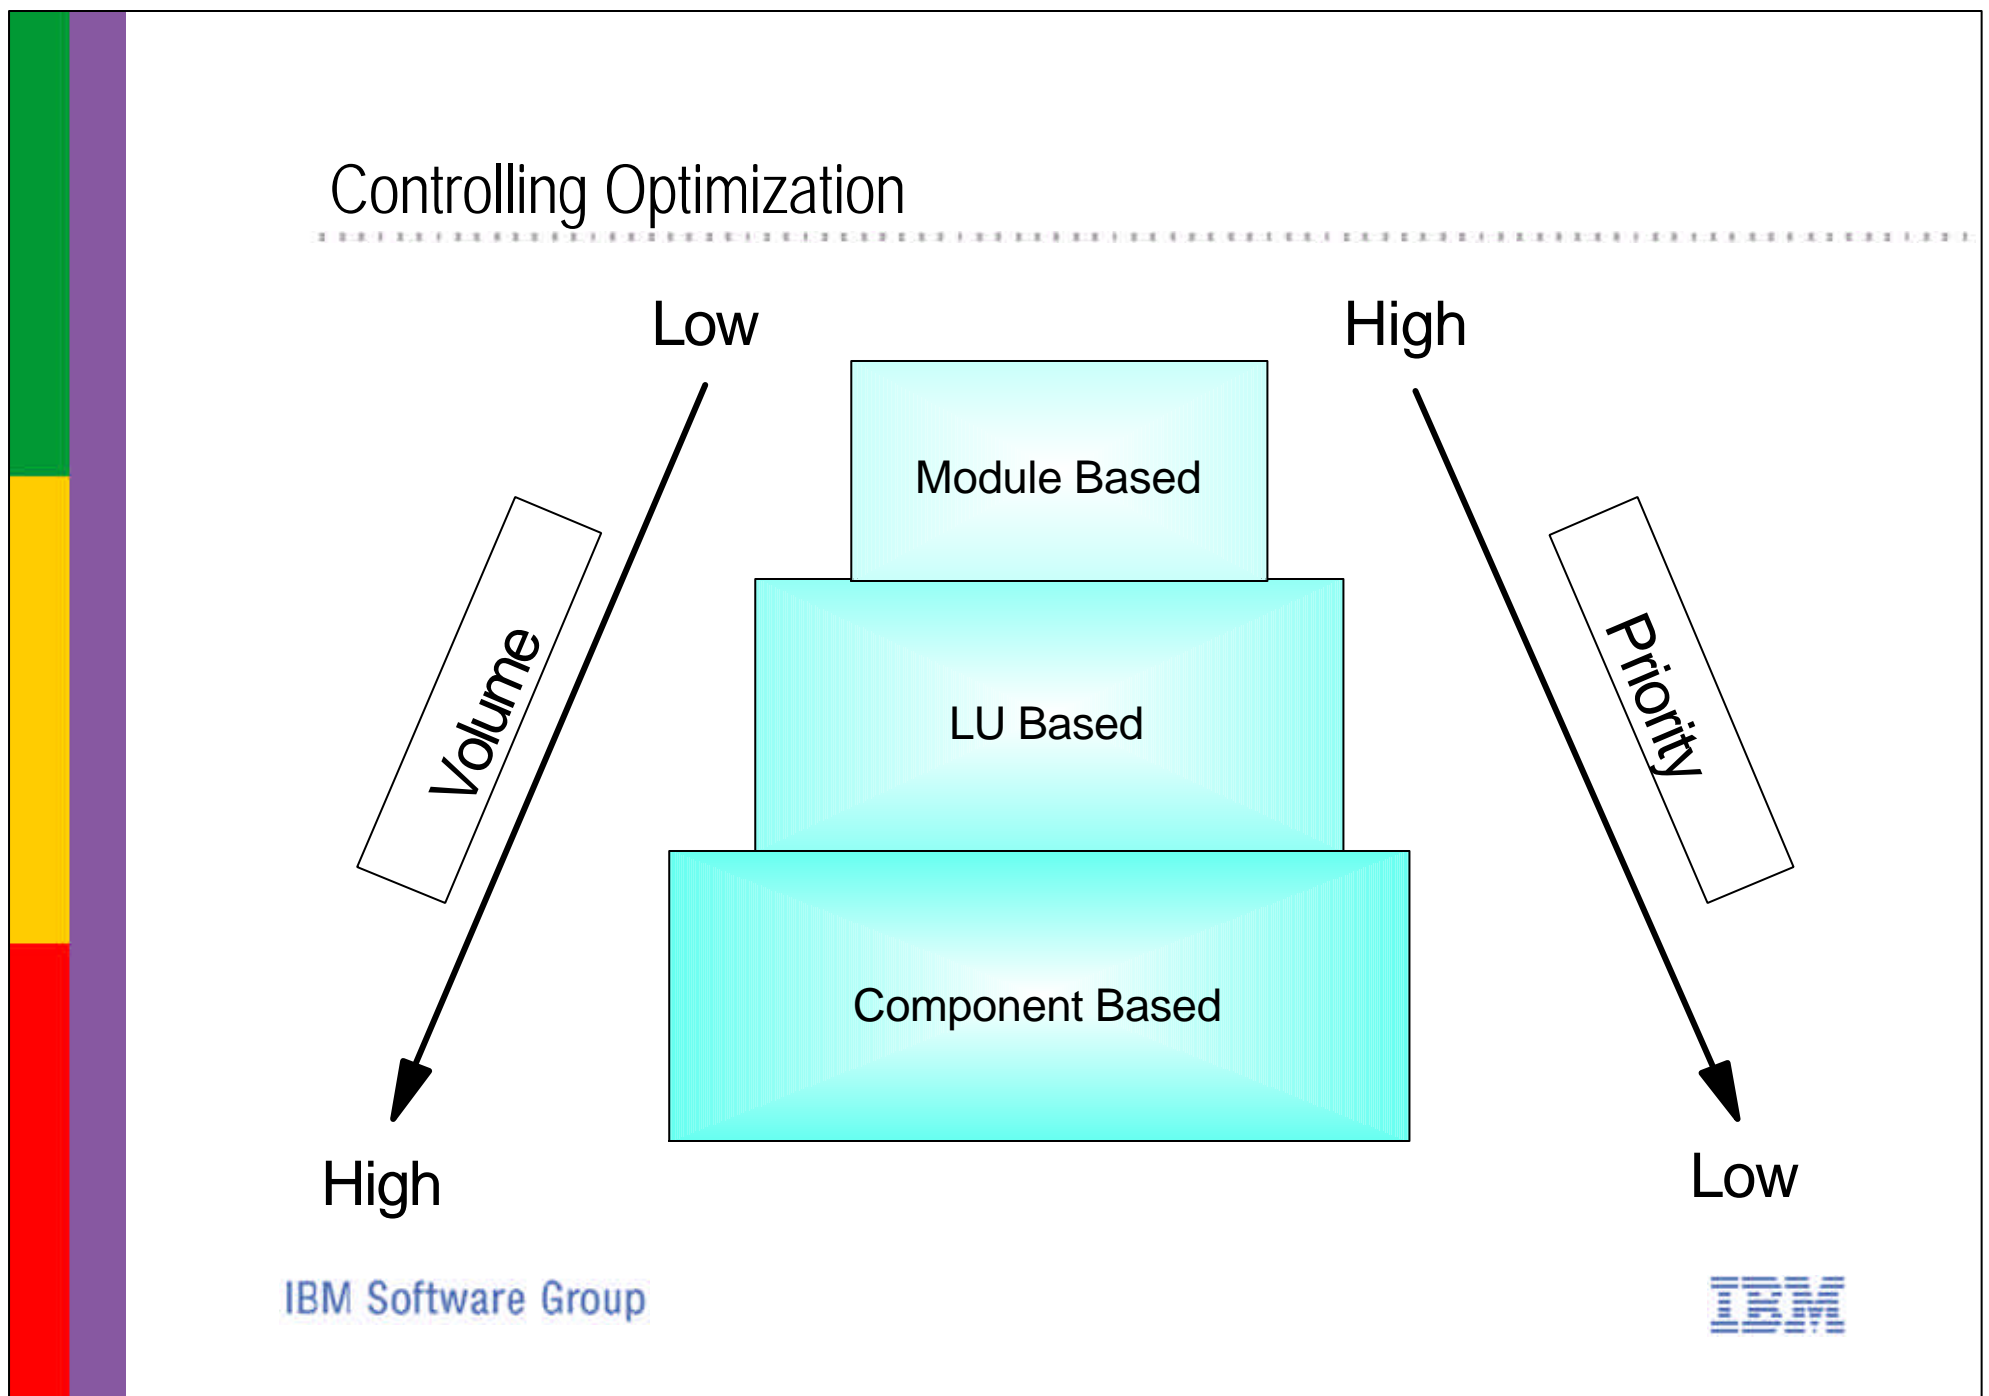 Controlling Optimization
Low
High
Module Based
Volume
LU Based
Priority
Component Based
High
Low
IBM Software Group
IBM